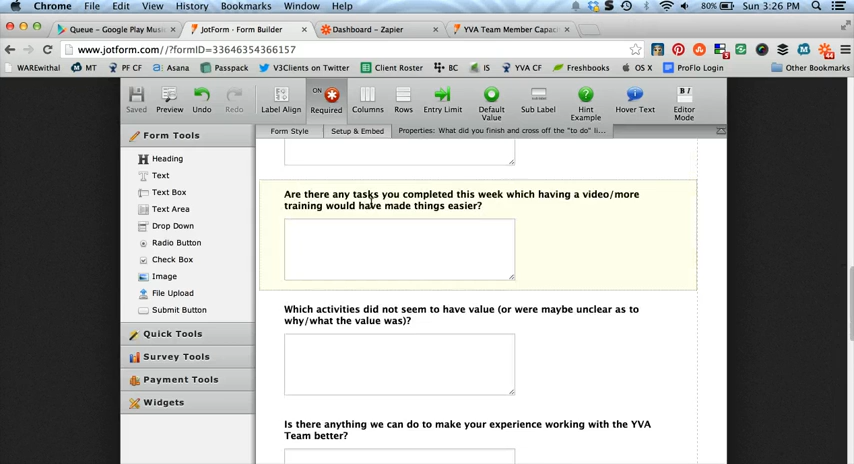 Chrome File Edit View History Bookmarks Window Help 80% Sun 3:26 PM
Queue - Google Play Music JotForm · Form Builder Dashboard - Zapier YVA Team Member Capaci
www.jotform.com//?formID=33646354366157
WAREwithal MT PF CF Asana Passpack V3Clients on Twitter Client Roster BC IS YVA CF Freshbooks OS X ProFlo Login Other Bookmarks
ON
Saved Preview Undo Redo Label Align Required Columns Rows Entry Limit Default Value Sub Label Hint Example Hover Text Editor Mode
Form Style Setup & Embed Properties: What did you finish and cross off the "to do" li...
Form Tools
Heading
Text
Text Box
Text Area
Drop Down
Radio Button
Check Box
Image
File Upload
Submit Button
Quick Tools
Survey Tools
Payment Tools
Widgets
Are there any tasks you completed this week which having a video/more
training would have made things easier?
Which activities did not seem to have value (or were maybe unclear as to
why/what the value was)?
Is there anything we can do to make your experience working with the YVA
Team better?